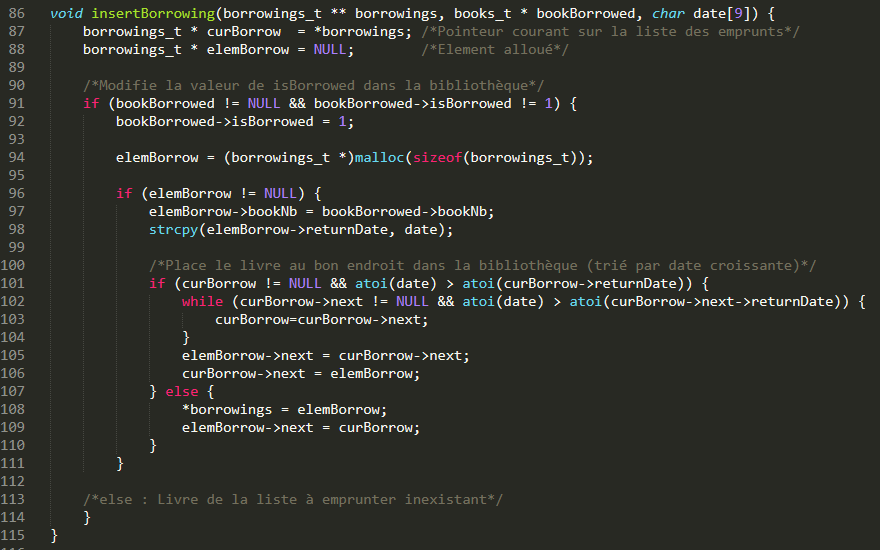 86 void insertBorrowing(borrowings_t ** borrowings, books_t * bookBorrowed, char date[9]) {
87     borrowings_t * curBorrow  = *borrowings; /*Pointeur courant sur la liste des emprunts*/
88     borrowings_t * elemBorrow = NULL;        /*Element alloué*/
89
90     /*Modifie la valeur de isBorrowed dans la bibliothèque*/
91     if (bookBorrowed != NULL && bookBorrowed->isBorrowed != 1) {
92         bookBorrowed->isBorrowed = 1;
93
94         elemBorrow = (borrowings_t *)malloc(sizeof(borrowings_t));
95
96         if (elemBorrow != NULL) {
97             elemBorrow->bookNb = bookBorrowed->bookNb;
98             strcpy(elemBorrow->returnDate, date);
99
100             /*Place le livre au bon endroit dans la bibliothèque (trié par date croissante)*/
101             if (curBorrow != NULL && atoi(date) > atoi(curBorrow->returnDate)) {
102                 while (curBorrow->next != NULL && atoi(date) > atoi(curBorrow->next->returnDate)) {
103                     curBorrow=curBorrow->next;
104                 }
105                 elemBorrow->next = curBorrow->next;
106                 curBorrow->next = elemBorrow;
107             } else {
108                 *borrowings = elemBorrow;
109                 elemBorrow->next = curBorrow;
110             }
111         }
112
113     /*else : Livre de la liste à emprunter inexistant*/
114     }
115 }